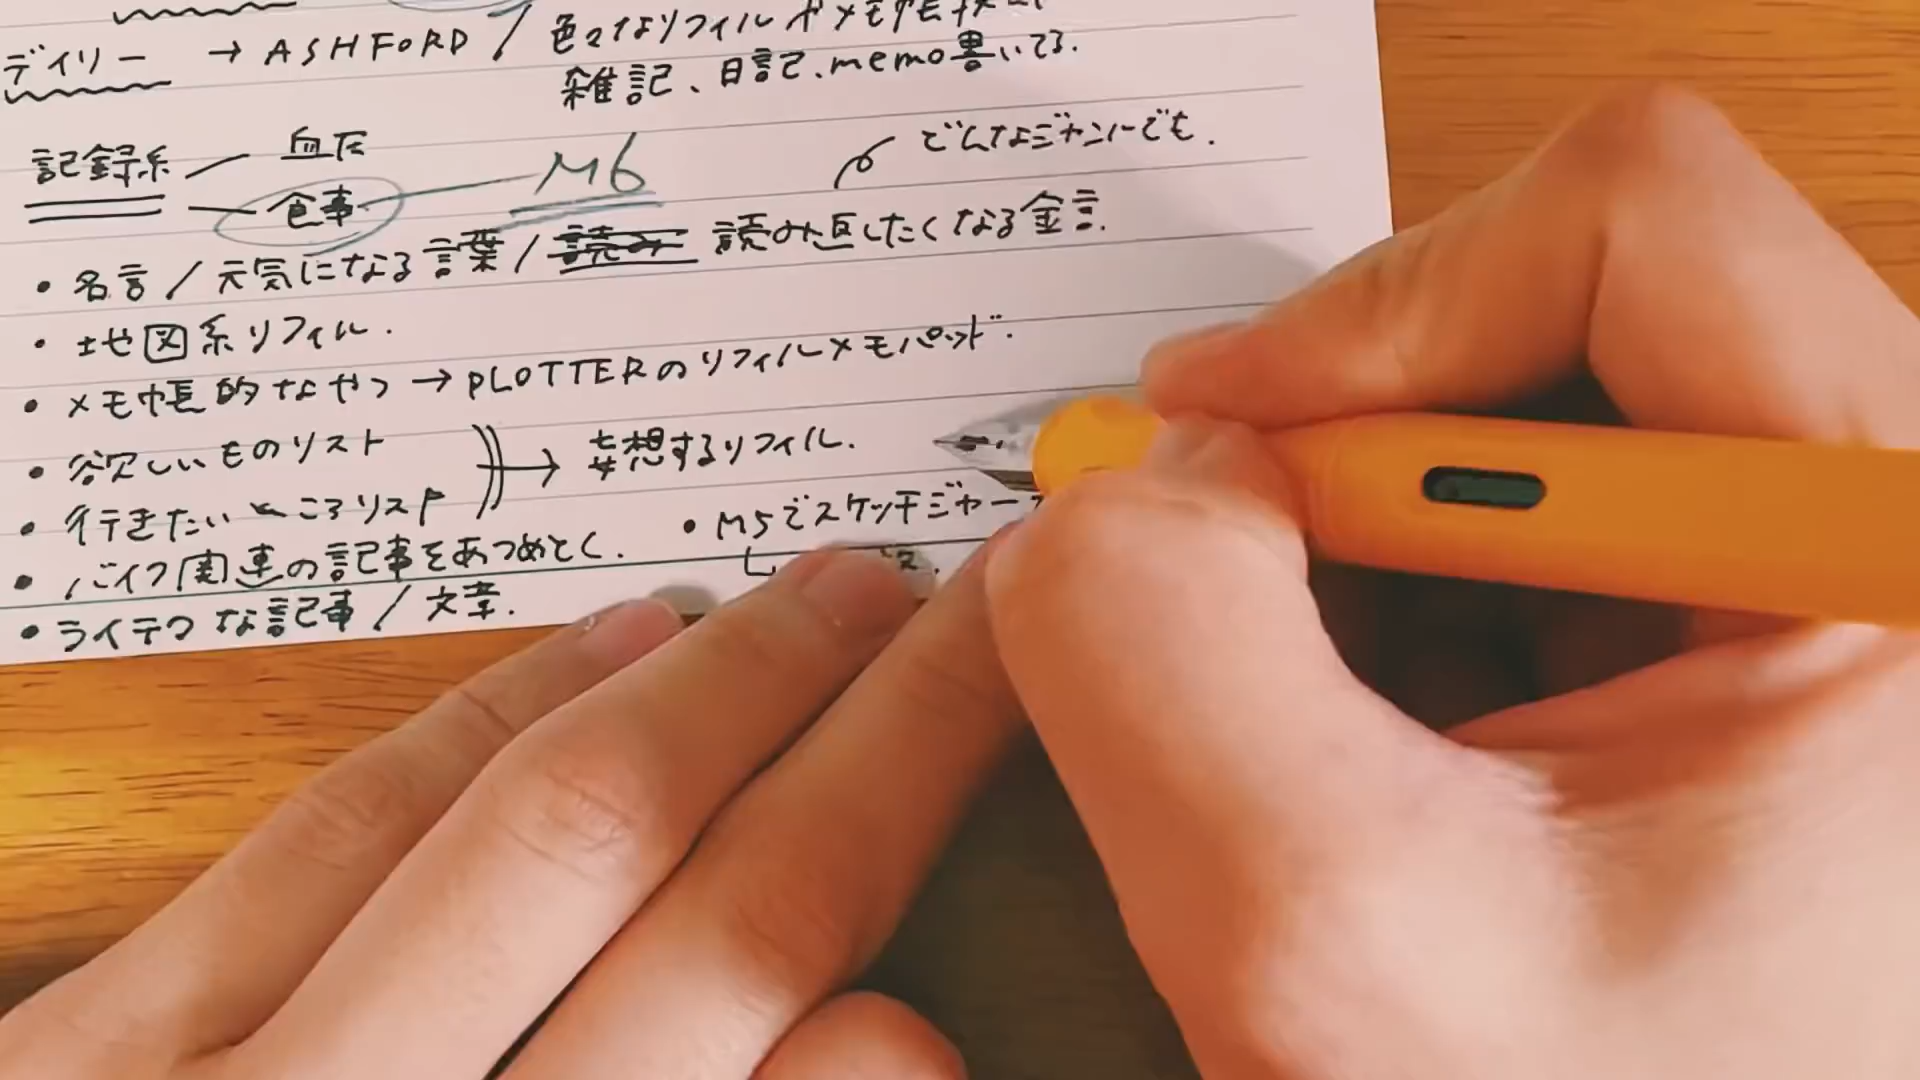 デイリー → ASHFORD / 色々なリフィルやメモ帳
雑記、日記、memo書いてる.
記録系 血圧
食事 M6
どんなジャンルでも.
・名言/元気になる言葉/読み 読み返したくなる金言.
・地図系リフィル.
・メモ帳的なやつ→PLOTTERのリフィルメモパッド.
・欲しいものリスト
・行きたいところリスト → 妄想するリフィル.
・バイク関連の記事をあつめとく.
・M5でスケッチジャー
・ライテクな記事/文章.